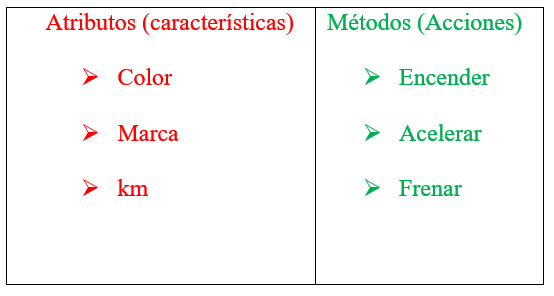 Atributos (características)
➢ Color
➢ Marca
➢ km
Métodos (Acciones)
➢ Encender
➢ Acelerar
➢ Frenar